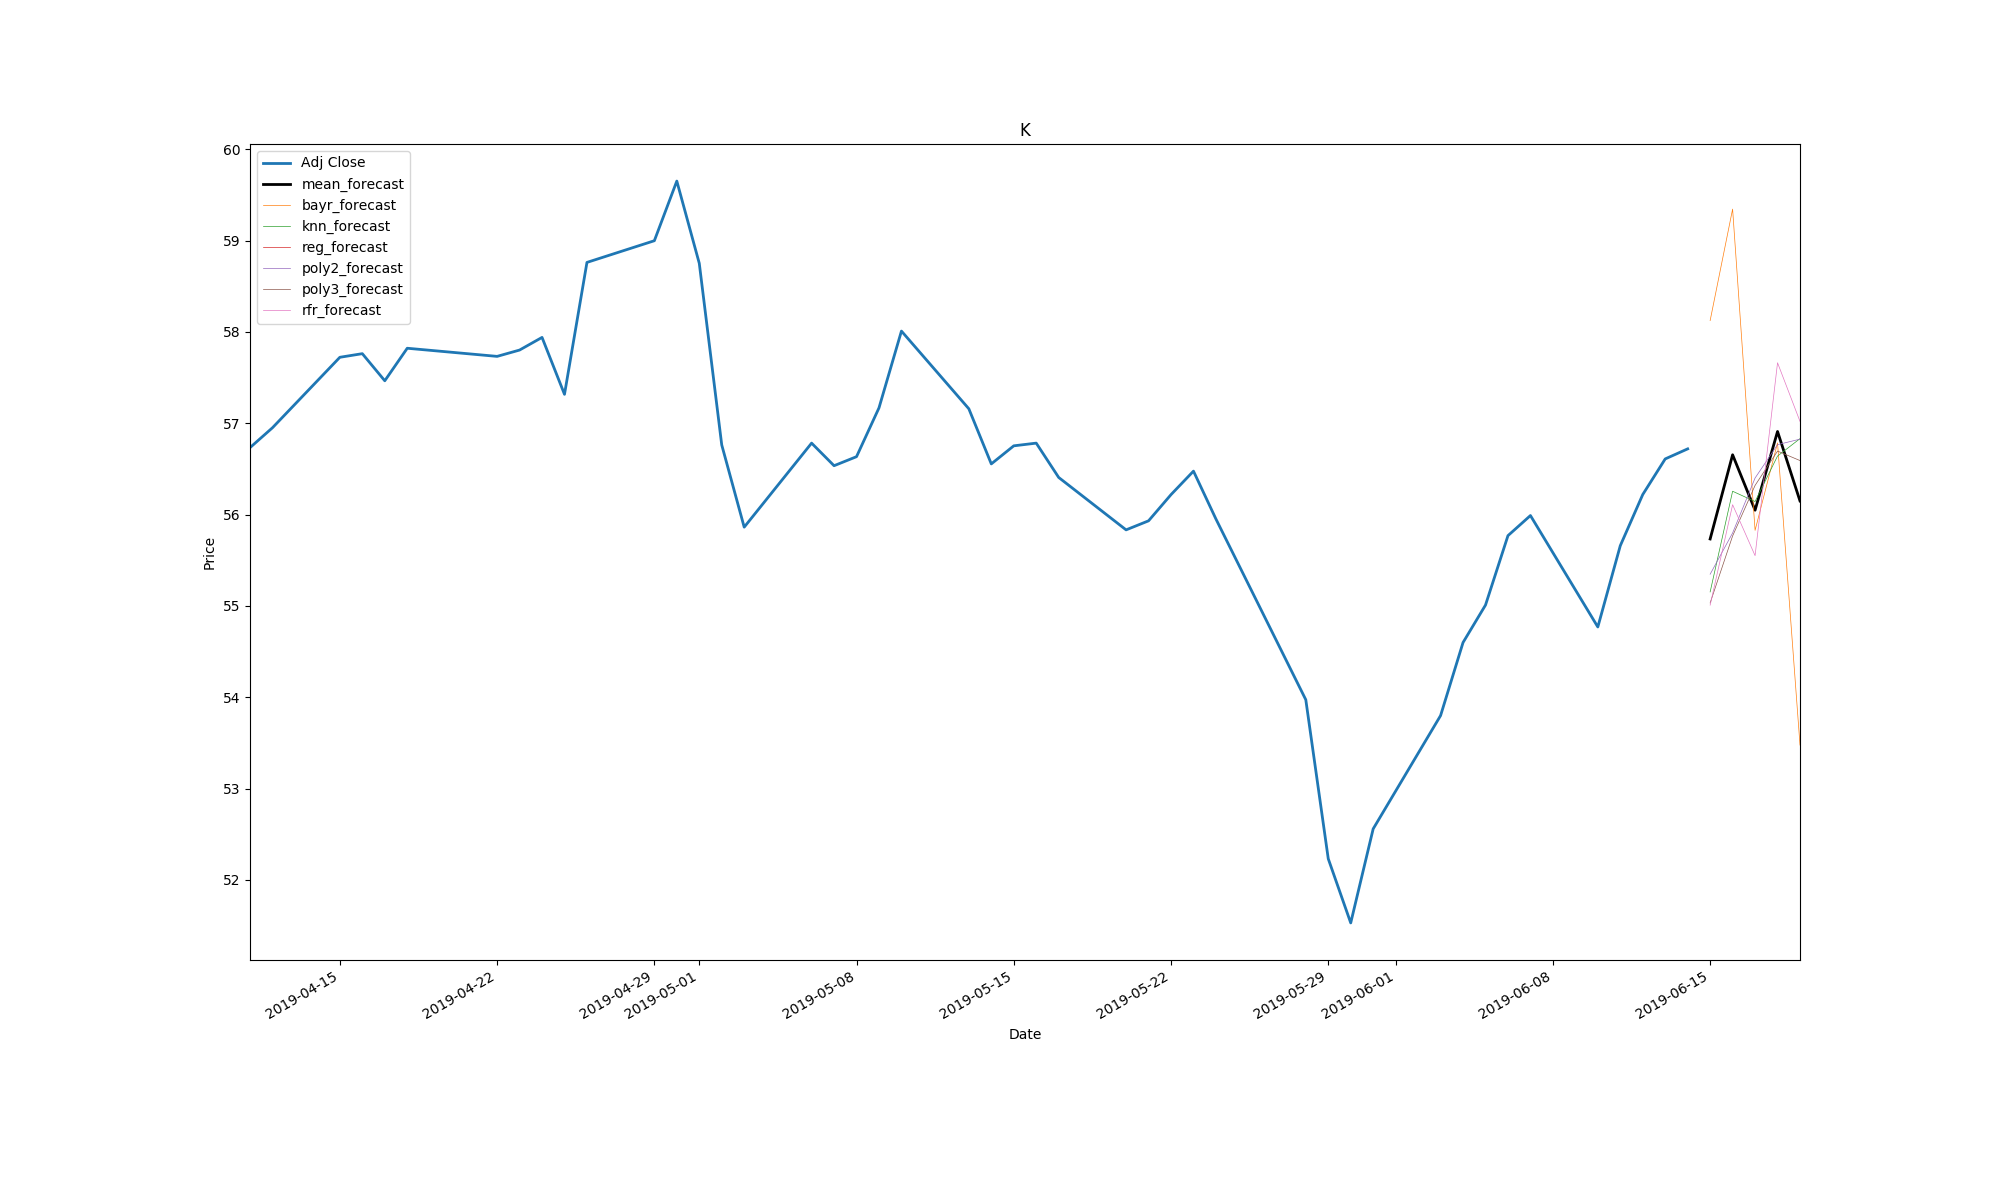 K
60
59
58
57
56
55
54
53
52
Price
Adj Close
mean_forecast
bayr_forecast
knn_forecast
reg_forecast
poly2_forecast
poly3_forecast
rfr_forecast
2019-04-15
2019-04-22
2019-04-29
2019-05-01
2019-05-08
2019-05-15
2019-05-22
2019-05-29
2019-06-01
2019-06-08
2019-06-15
Date